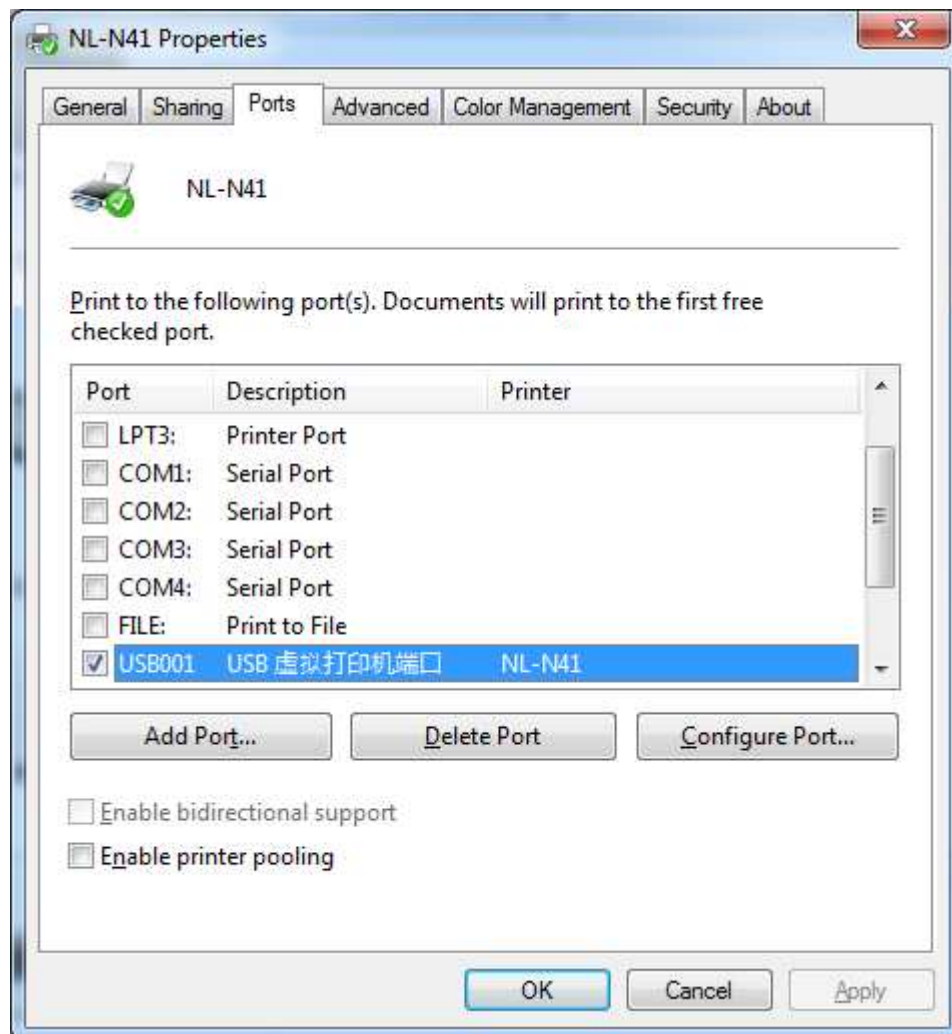 NL-N41 Properties
General Sharing Ports Advanced Color Management Security About
NL-N41
Print to the following port(s). Documents will print to the first free
checked port.
Port Description Printer
LPT3: Printer Port
COM1: Serial Port
COM2: Serial Port
COM3: Serial Port
COM4: Serial Port
FILE: Print to File
USB001 USB 虚拟打印机端口 NL-N41
Add Port... Delete Port Configure Port...
Enable bidirectional support
Enable printer pooling
OK Cancel Apply